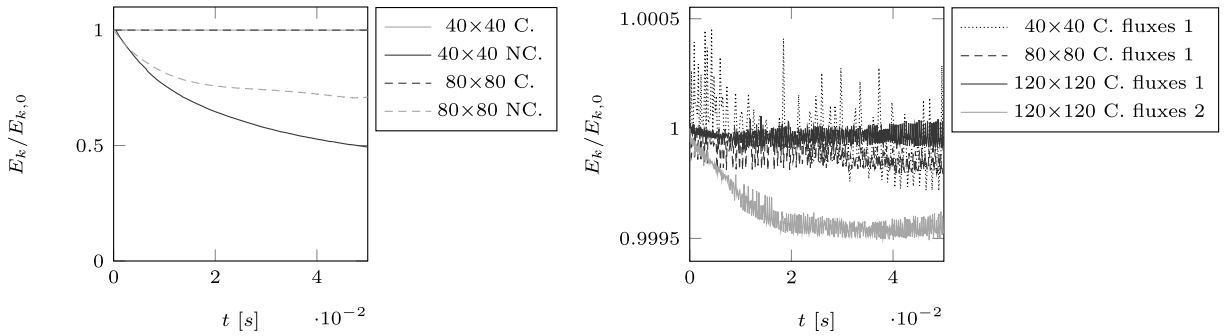 1
0.5
0
0
2
4
E_k/E_{k,0}
t [s]
·10^{−2}
40×40 C.
40×40 NC.
80×80 C.
80×80 NC.
1.0005
1
0.9995
0
2
4
E_k/E_{k,0}
t [s]
·10^{−2}
40×40 C. fluxes 1
80×80 C. fluxes 1
120×120 C. fluxes 1
120×120 C. fluxes 2